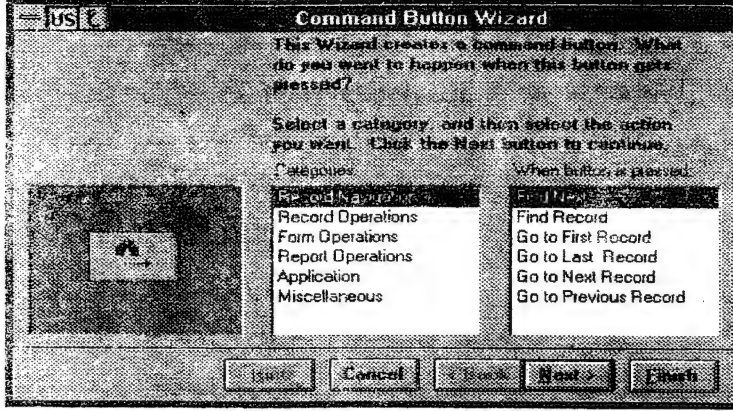 US
Command Button Wizard
This Wizard creates a command button. What
do you want to happen when this button gets
pressed?
Select a category, and then select the action
you want. Click the Next button to continue.
Categories:
When button is pressed:
Record Navigation
Record Operations
Form Operations
Report Operations
Application
Miscellaneous
Find Next
Find Record
Go to First Record
Go to Last Record
Go to Next Record
Go to Previous Record
Cancel
< Back
Next >
Finish